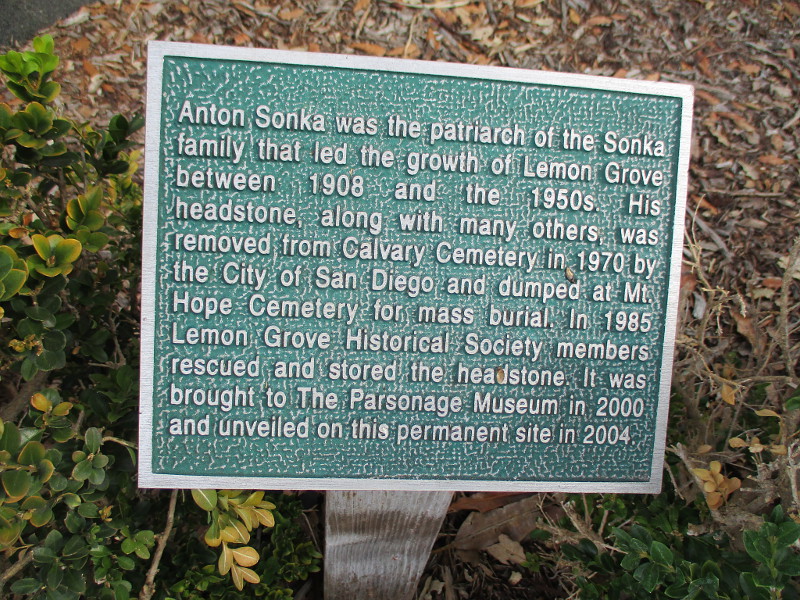 Anton Sonka was the patriarch of the Sonka
family that led the growth of Lemon Grove
between 1908 and the 1950s. His
headstone, along with many others, was
removed from Calvary Cemetery in 1970 by
the City of San Diego and dumped at Mt.
Hope Cemetery for mass burial. In 1985
Lemon Grove Historical Society members
rescued and stored the headstone. It was
brought to The Parsonage Museum in 2000
and unveiled on this permanent site in 2004.